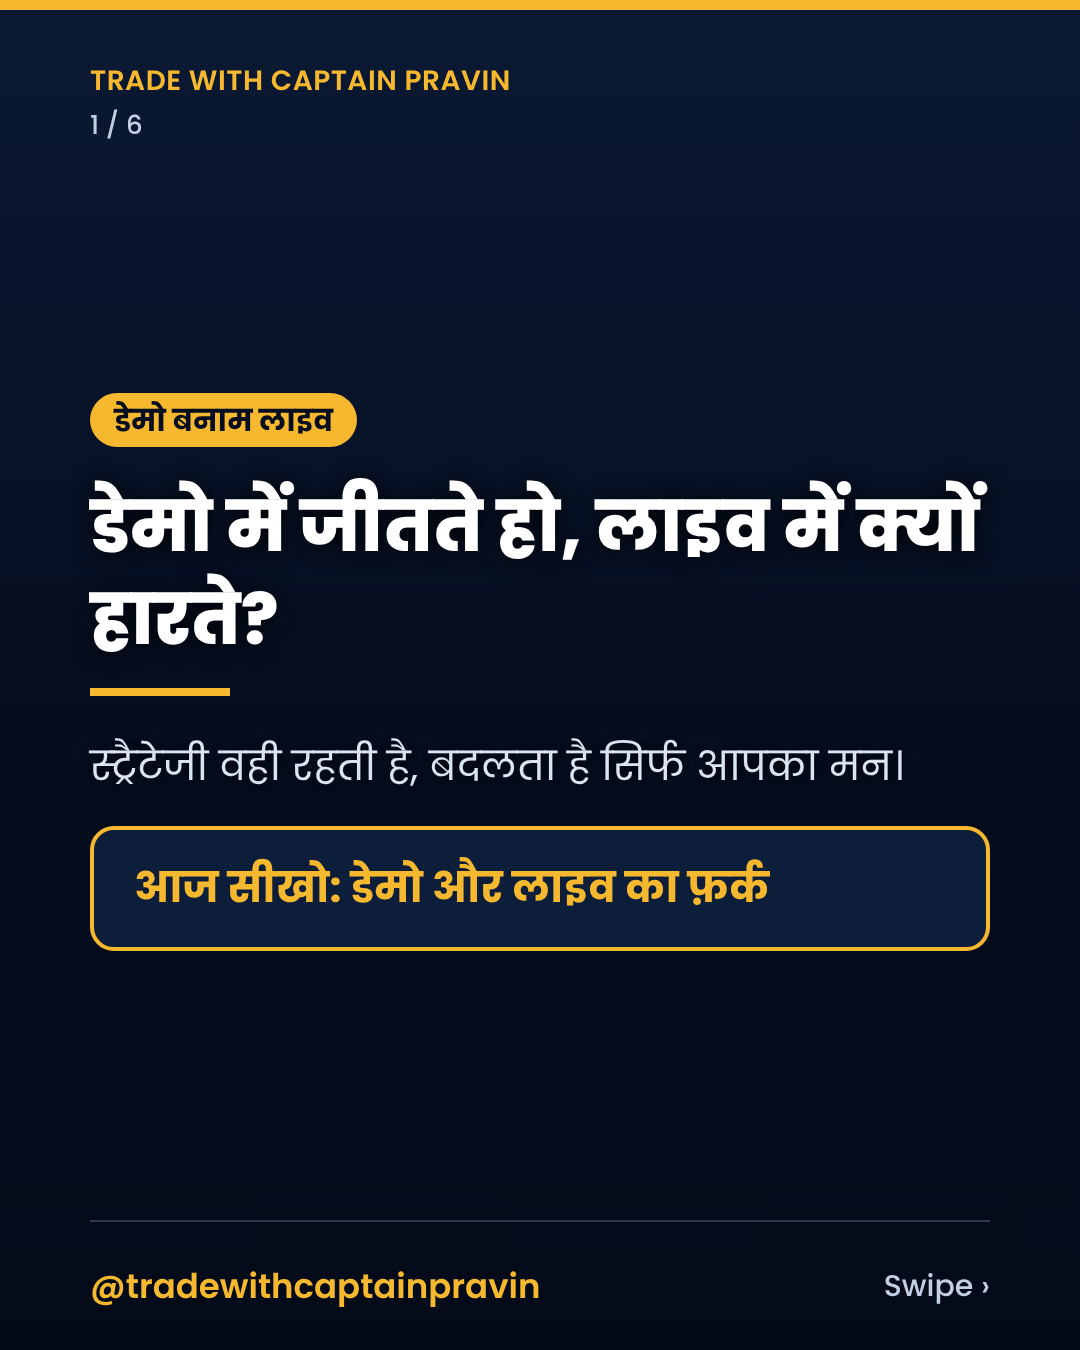 TRADE WITH CAPTAIN PRAVIN
1 / 6
डेमो बनाम लाइव
डेमो में जीतते हो, लाइव में क्यों
हारते?
स्ट्रैटेजी वही रहती है, बदलता है सिर्फ आपका मन।
आज सीखो: डेमो और लाइव का फ़र्क
@tradewithcaptainpravin
Swipe ›